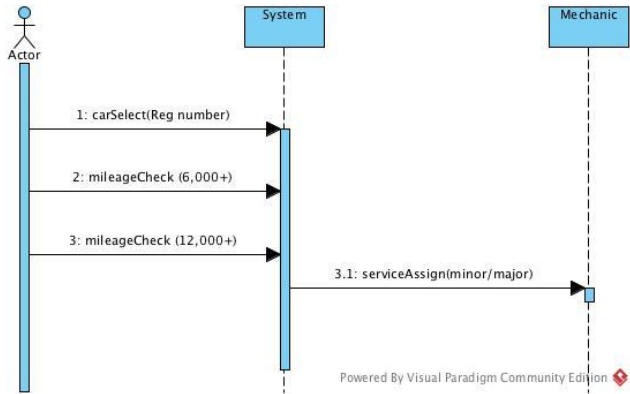 System
Mechanic
Actor
1: carSelect(Reg number)
2: mileageCheck (6,000+)
3: mileageCheck (12,000+)
3.1: serviceAssign(minor/major)
Powered By Visual Paradigm Community Edition